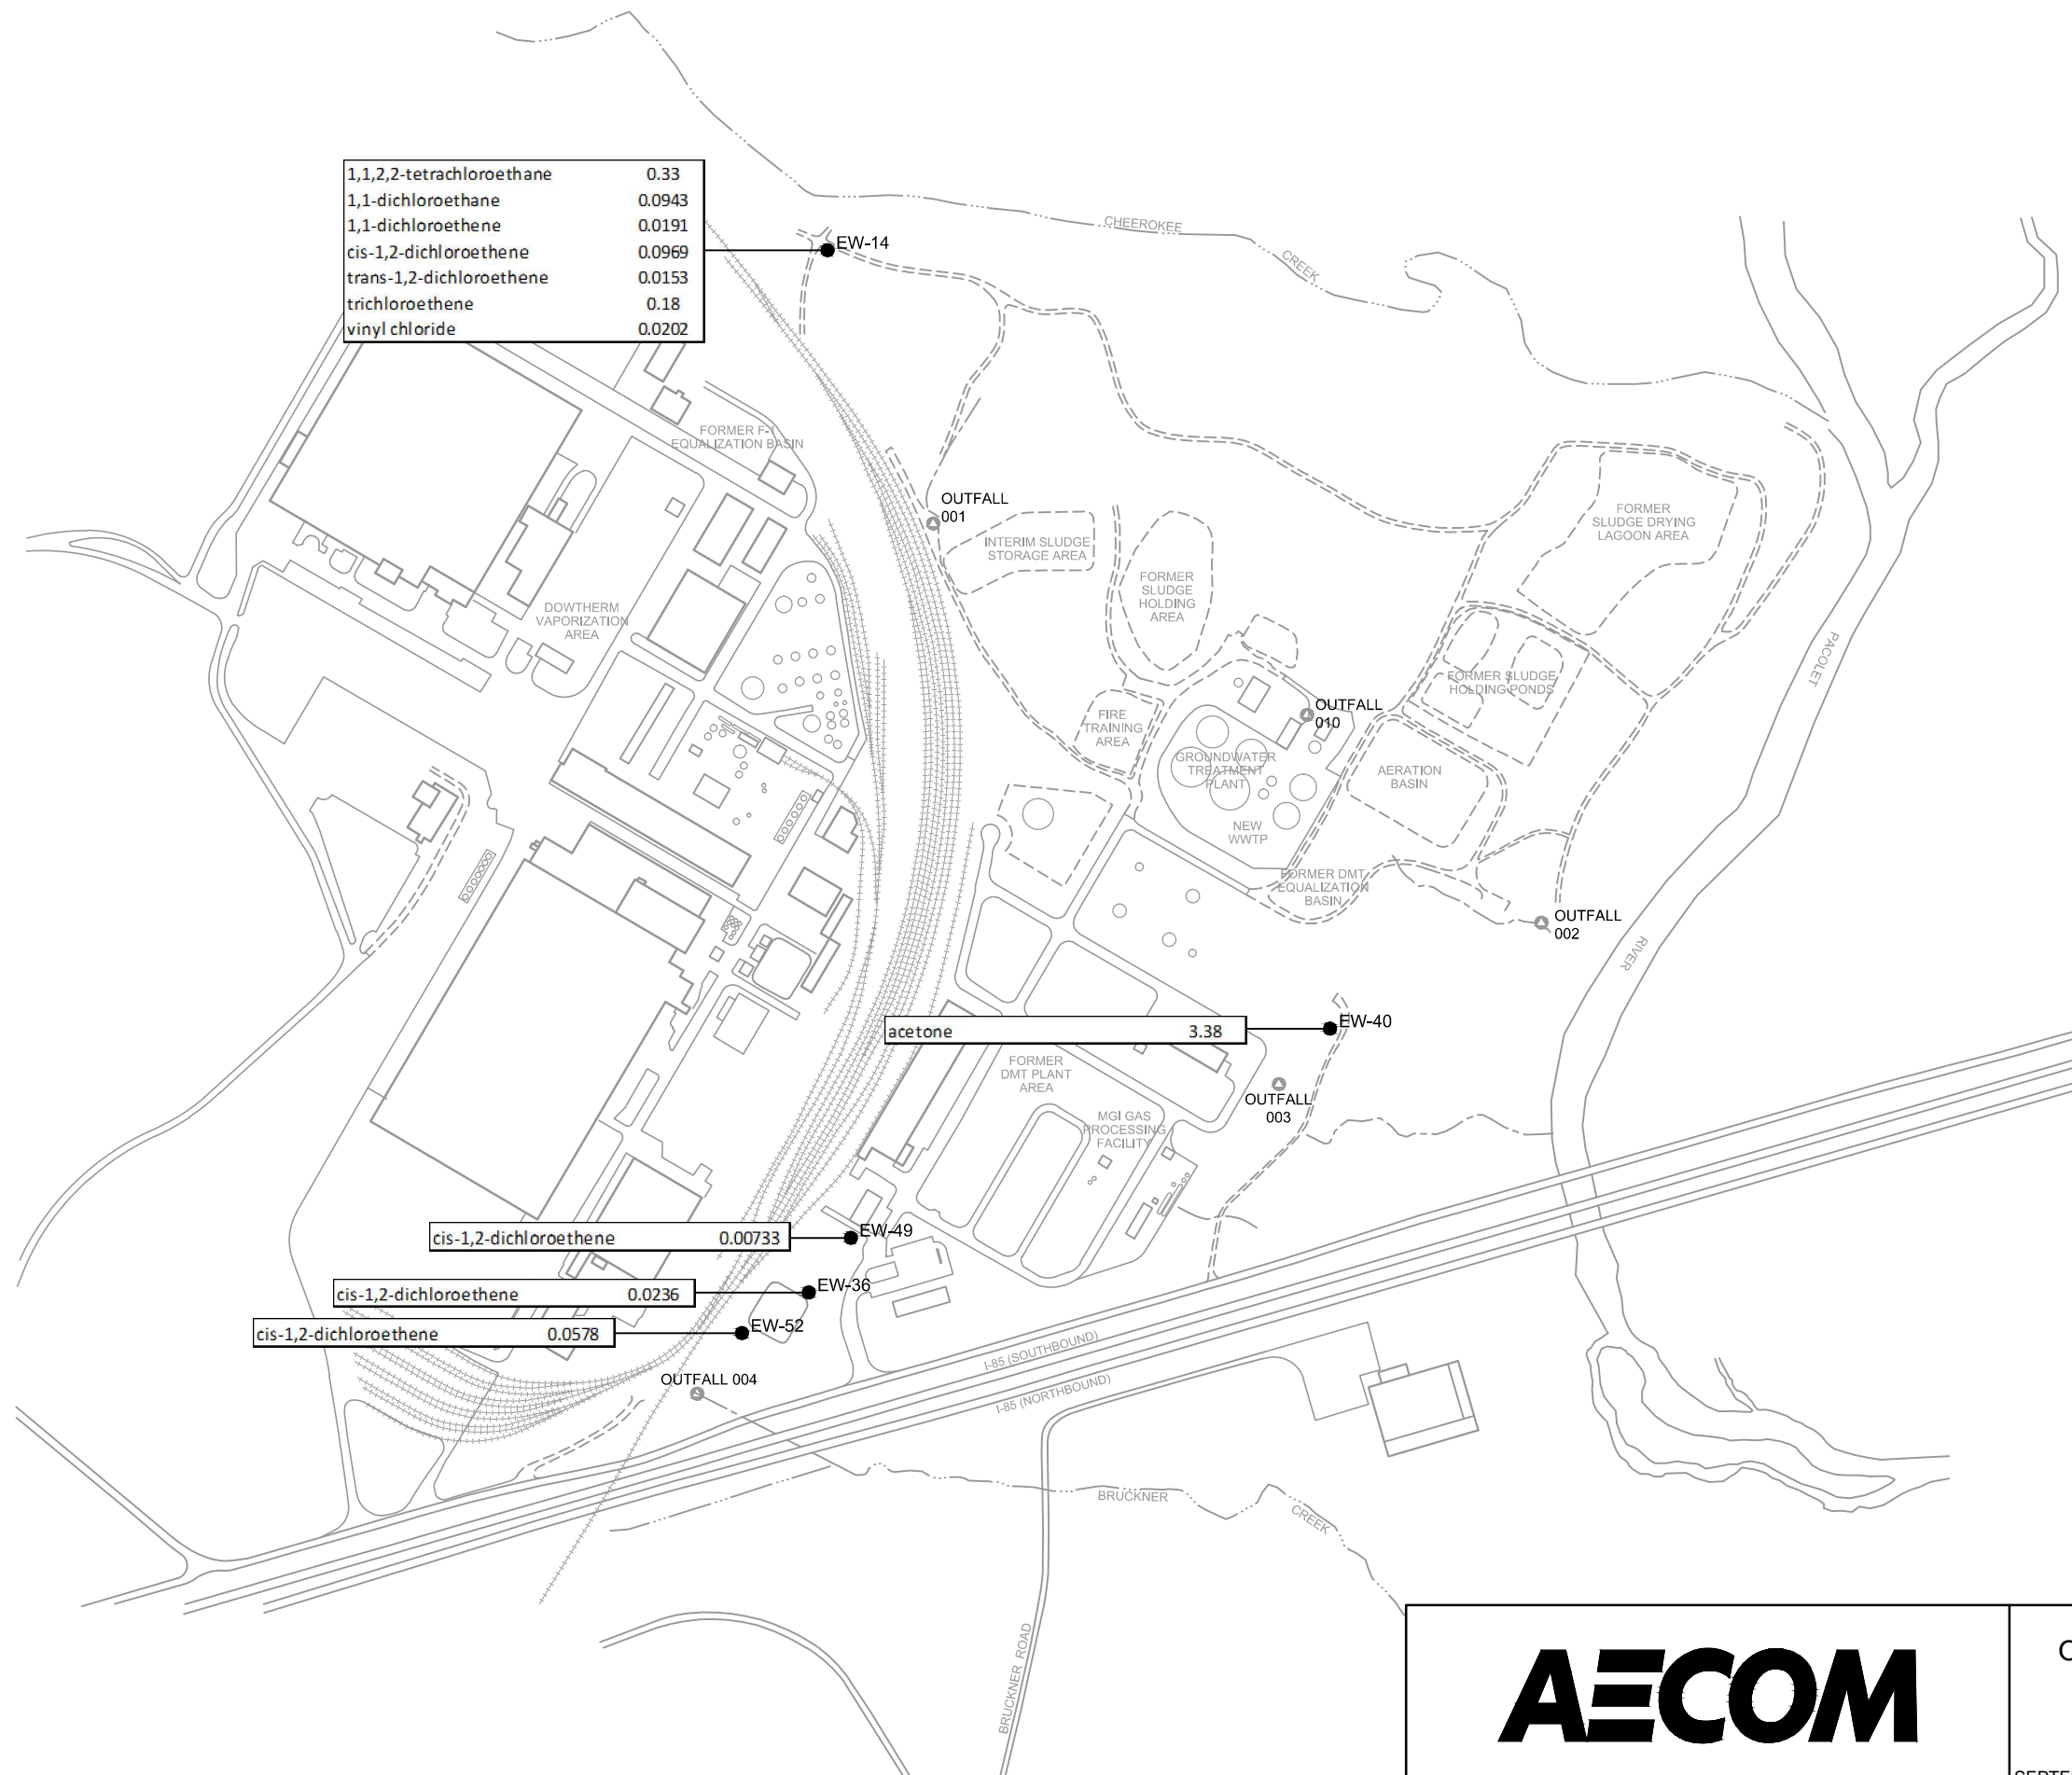 1,1,2,2-tetrachloroethane 0.33
1,1-dichloroethane 0.0943
1,1-dichloroethene 0.0191
cis-1,2-dichloroethene 0.0969
trans-1,2-dichloroethene 0.0153
trichloroethene 0.18
vinyl chloride 0.0202
EW-14
CHEEROKEE
CREEK
FORMER F-1
EQUALIZATION BASIN
OUTFALL
001
INTERIM SLUDGE
STORAGE AREA
FORMER
SLUDGE
HOLDING
AREA
FORMER
SLUDGE DRYING
LAGOON AREA
DOWTHERM
VAPORIZATION
AREA
PACOLET
FORMER SLUDGE
HOLDING PONDS
OUTFALL
010
FIRE
TRAINING
AREA
GROUNDWATER
TREATMENT
PLANT
AERATION
BASIN
NEW
WWTP
FORMER DMT
EQUALIZATION
BASIN
OUTFALL
002
RIVER
acetone 3.38
EW-40
FORMER
DMT PLANT
AREA
OUTFALL
003
MGI GAS
PROCESSING
FACILITY
cis-1,2-dichloroethene 0.00733
EW-49
cis-1,2-dichloroethene 0.0236
EW-36
cis-1,2-dichloroethene 0.0578
EW-52
I-85 (SOUTHBOUND)
I-85 (NORTHBOUND)
OUTFALL 004
BRUCKNER
CREEK
BRUCKNER ROAD
AECOM